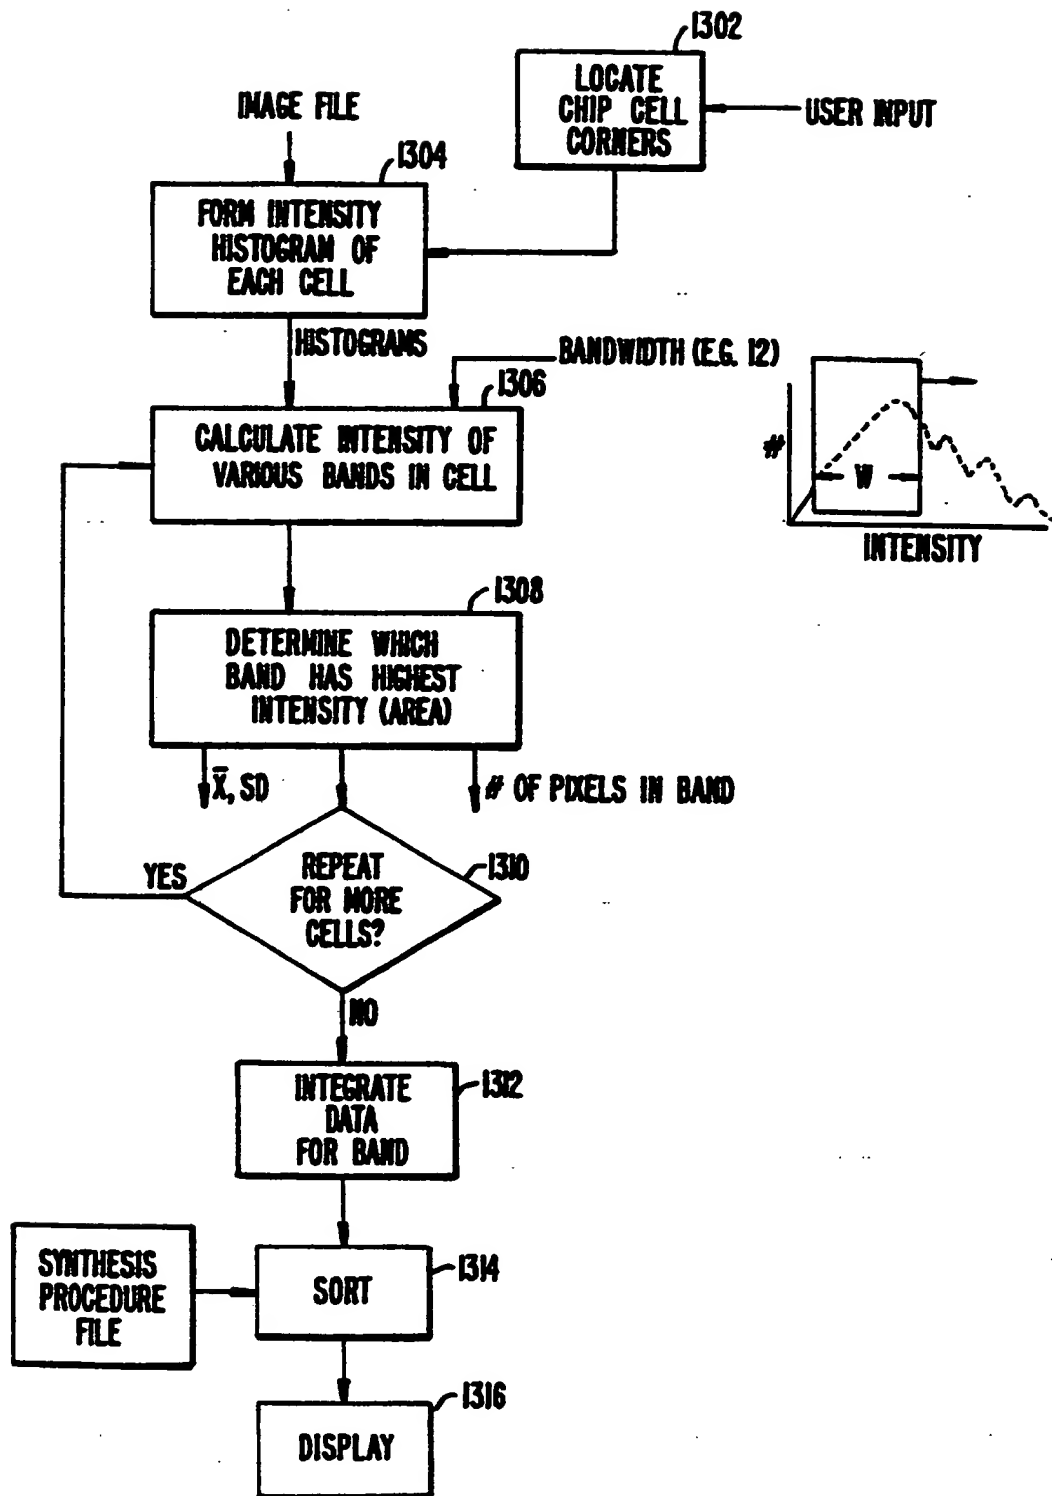 1302
LOCATE
CHIP CELL
CORNERS
USER INPUT
IMAGE FILE
1304
FORM INTENSITY
HISTOGRAM OF
EACH CELL
HISTOGRAMS
BANDWIDTH (E.G. 12)
1306
CALCULATE INTENSITY OF
VARIOUS BANDS IN CELL
#
W
INTENSITY
1308
DETERMINE WHICH
BAND HAS HIGHEST
INTENSITY (AREA)
X̅, SD
# OF PIXELS IN BAND
REPEAT
FOR MORE
CELLS?
1310
YES
NO
INTEGRATE
DATA
FOR BAND
1312
SYNTHESIS
PROCEDURE
FILE
SORT
1314
1316
DISPLAY